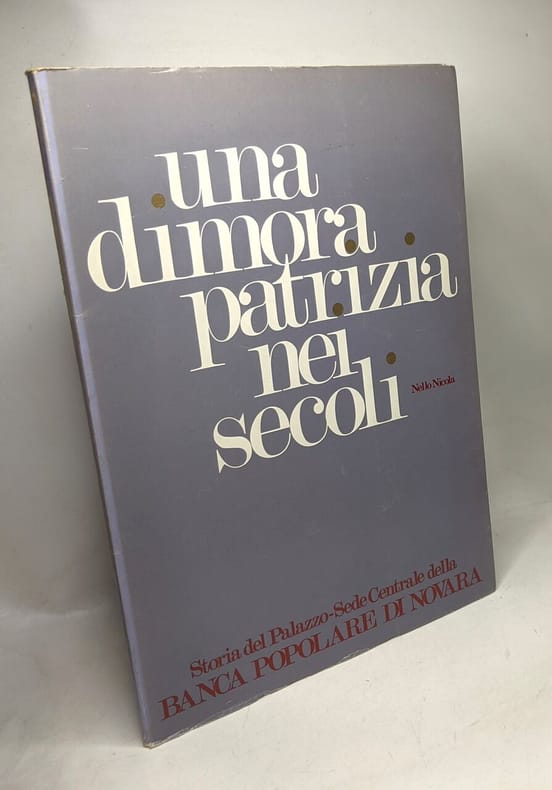 una
dimora
patrizia
nei
secoli
Nello Nicola
Storia del Palazzo-Sede Centrale della
BANCA POPOLARE DI NOVARA